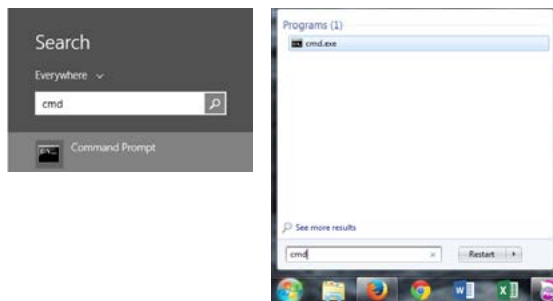 Search
Everywhere
cmd
Command Prompt
Programs (1)
cmd.exe
See more results
cmd
Restart